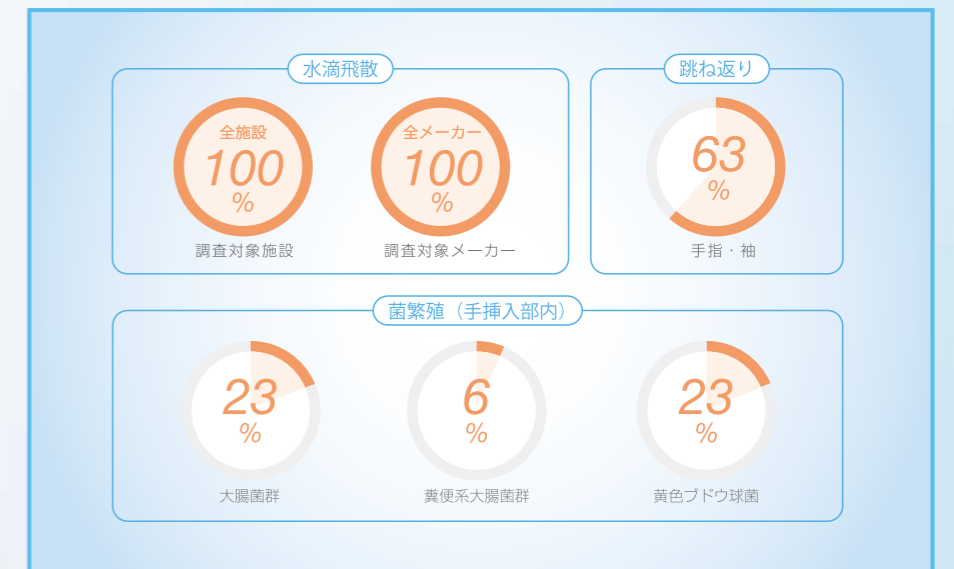 水滴飛散
全施設
100
%
調査対象施設
全メーカー
100
%
調査対象メーカー
跳ね返り
63
%
手指・袖
菌繁殖（手挿入部内）
23
%
大腸菌群
6
%
糞便系大腸菌群
23
%
黄色ブドウ球菌